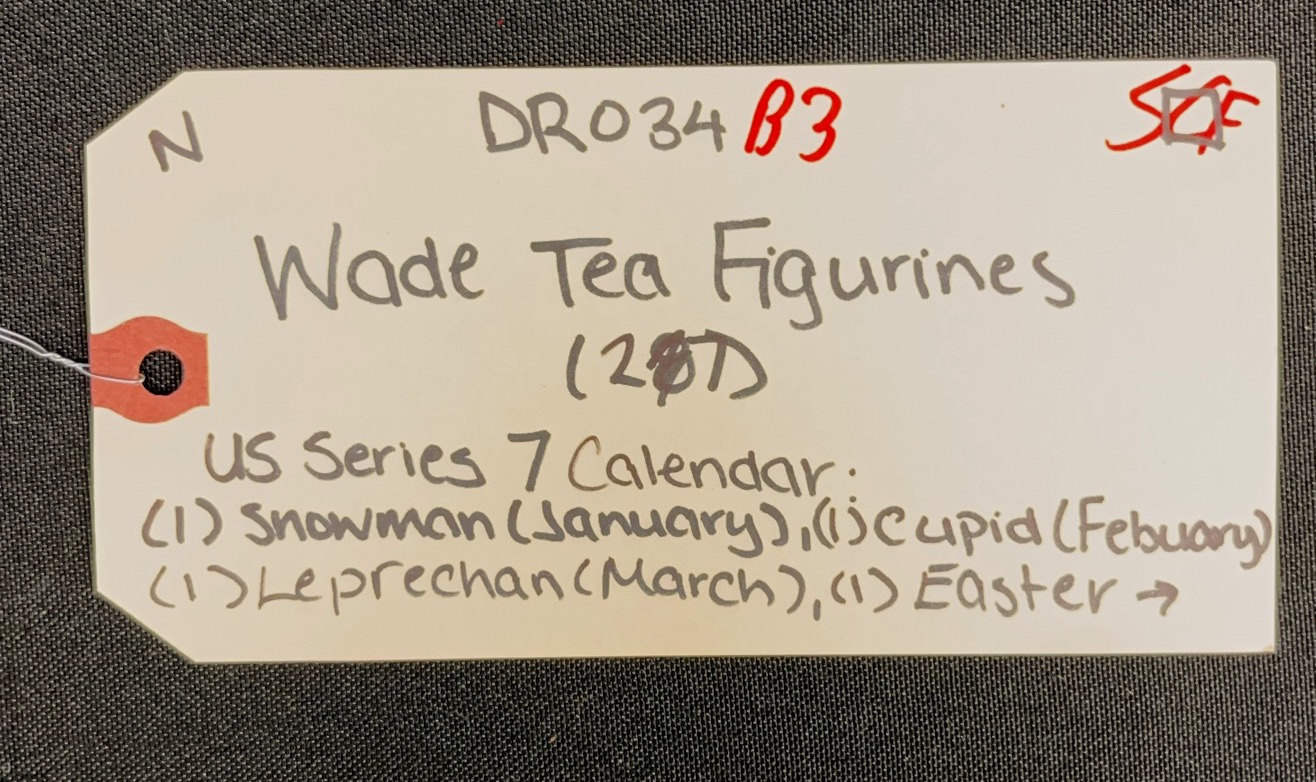 N DR034 B3
Wade Tea Figurines
US Series 7 Calendar.
(1) Snowman (January), (1) Cupid (Febuary)
(1) Leprechan (March), (1) Easter →